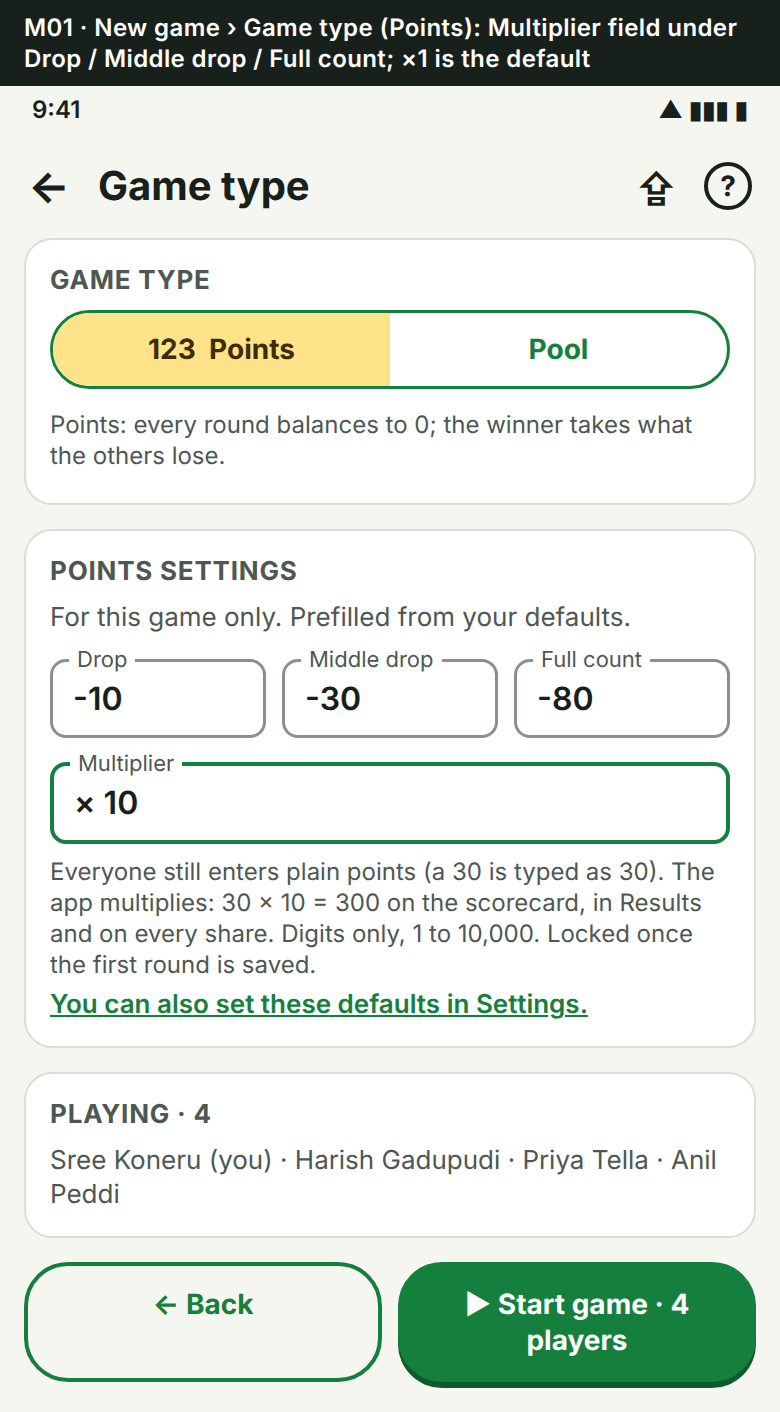 M01 · New game › Game type (Points): Multiplier field under
Drop / Middle drop / Full count; ×1 is the default
9:41
← Game type ?
GAME TYPE
123 Points Pool
Points: every round balances to 0; the winner takes what
the others lose.
POINTS SETTINGS
For this game only. Prefilled from your defaults.
Drop Middle drop Full count
-10 -30 -80
Multiplier
× 10
Everyone still enters plain points (a 30 is typed as 30). The
app multiplies: 30 × 10 = 300 on the scorecard, in Results
and on every share. Digits only, 1 to 10,000. Locked once
the first round is saved.
You can also set these defaults in Settings.
PLAYING · 4
Sree Koneru (you) · Harish Gadupudi · Priya Tella · Anil
Peddi
← Back ▶ Start game · 4
players